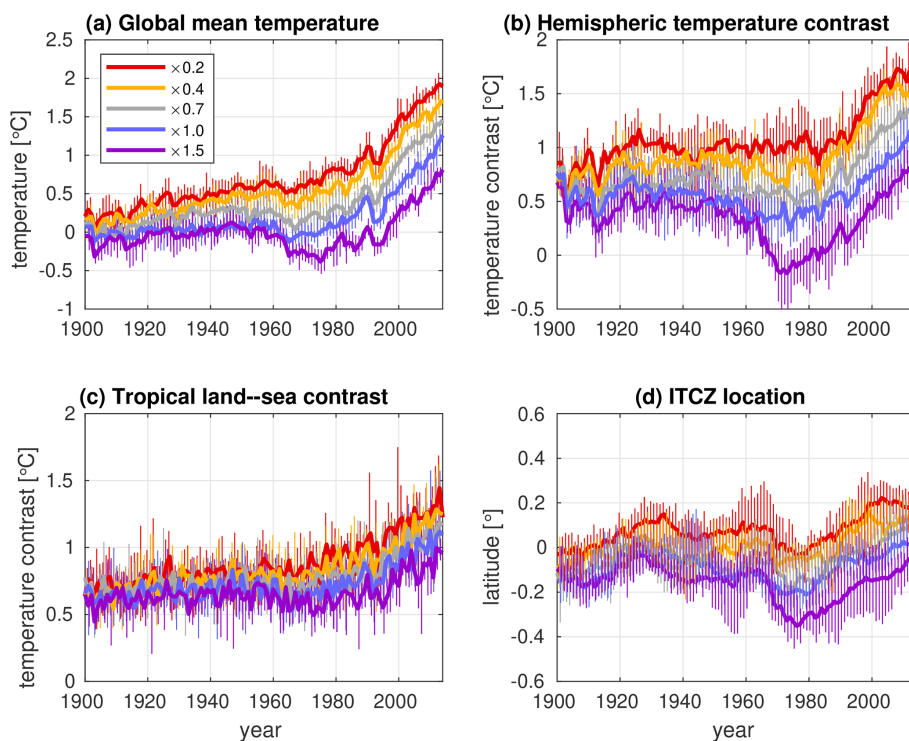 (a) Global mean temperature
2.5
2
1.5
1
0.5
0
-0.5
-1
temperature [°C]
×0.2
×0.4
×0.7
×1.0
×1.5
1900 1920 1940 1960 1980 2000
(b) Hemispheric temperature contrast
2
1.5
1
0.5
0
-0.5
temperature contrast [°C]
1900 1920 1940 1960 1980 2000
(c) Tropical land--sea contrast
2
1.5
1
0.5
0
temperature contrast [°C]
1900 1920 1940 1960 1980 2000
year
(d) ITCZ location
0.6
0.4
0.2
0
-0.2
-0.4
-0.6
latitude [°]
1900 1920 1940 1960 1980 2000
year